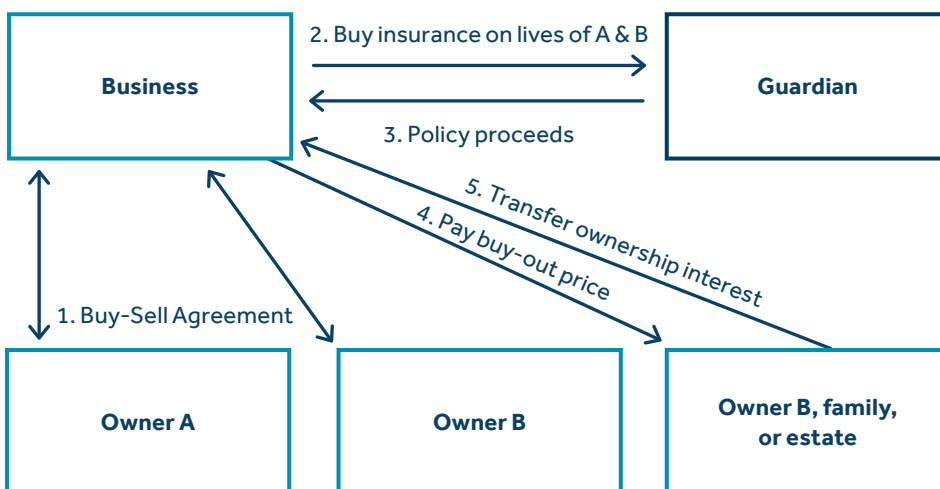 2. Buy insurance on lives of A & B
Business
Guardian
3. Policy proceeds
5. Transfer ownership interest
4. Pay buy-out price
1. Buy-Sell Agreement
Owner A
Owner B
Owner B, family,
or estate